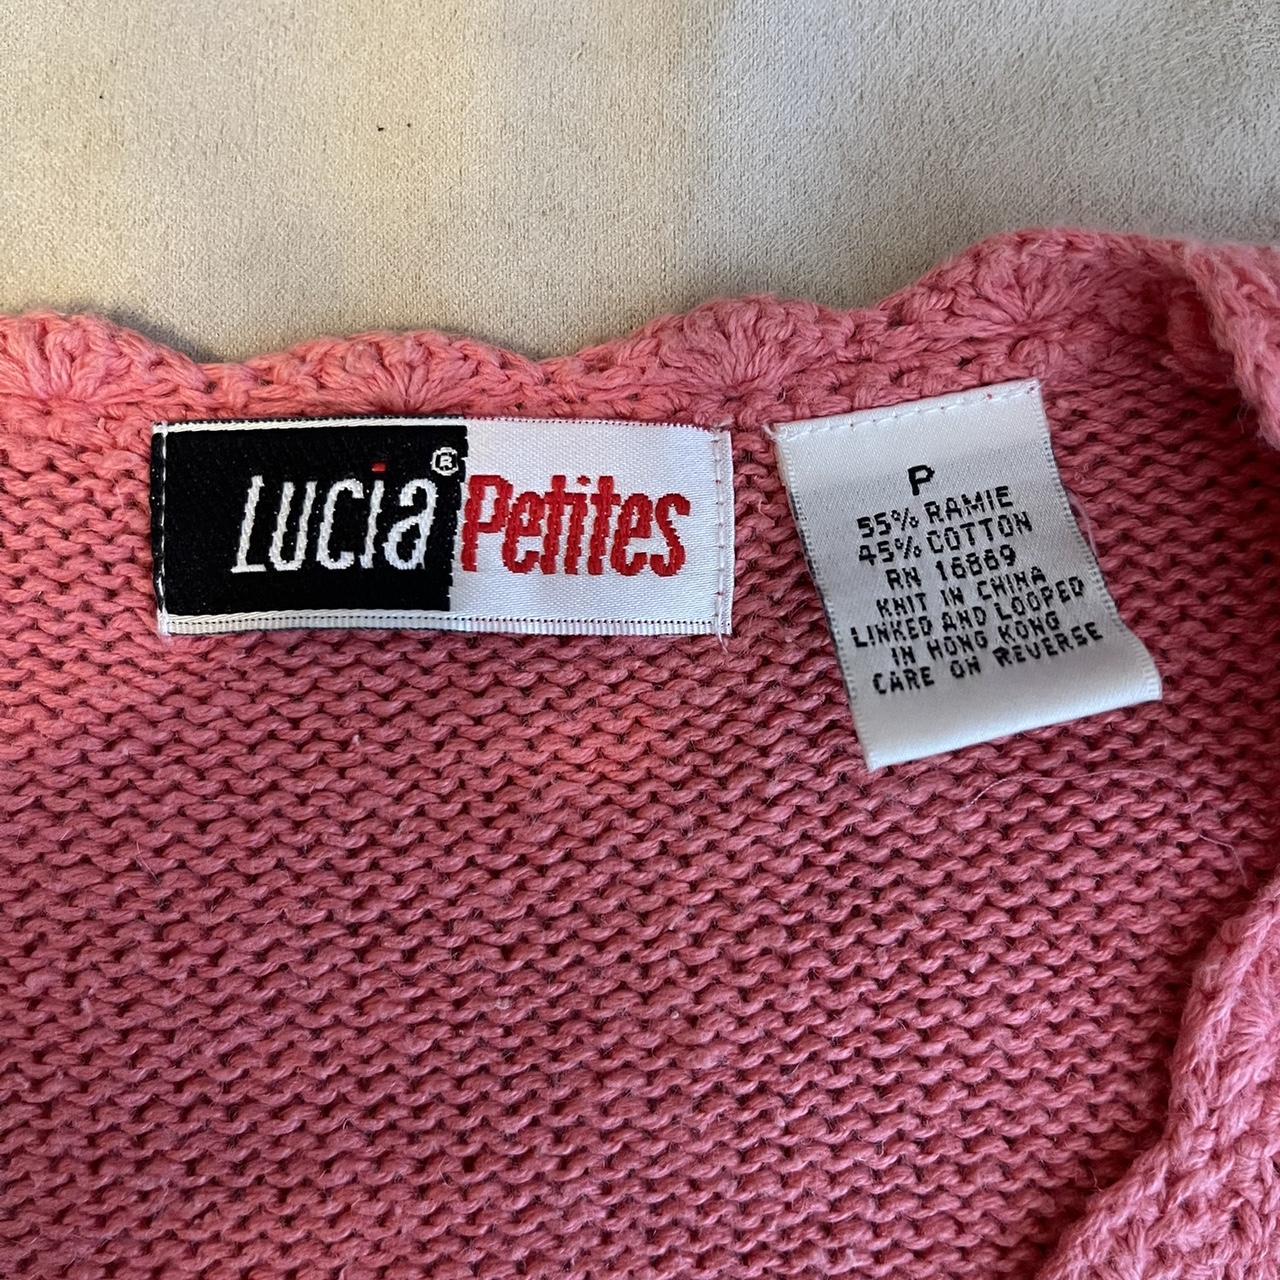 Lucia® Petites
P
55% RAMIE
45% COTTON
RN 16869
KNIT IN CHINA
LINKED AND LOOPED
IN HONG KONG
CARE ON REVERSE